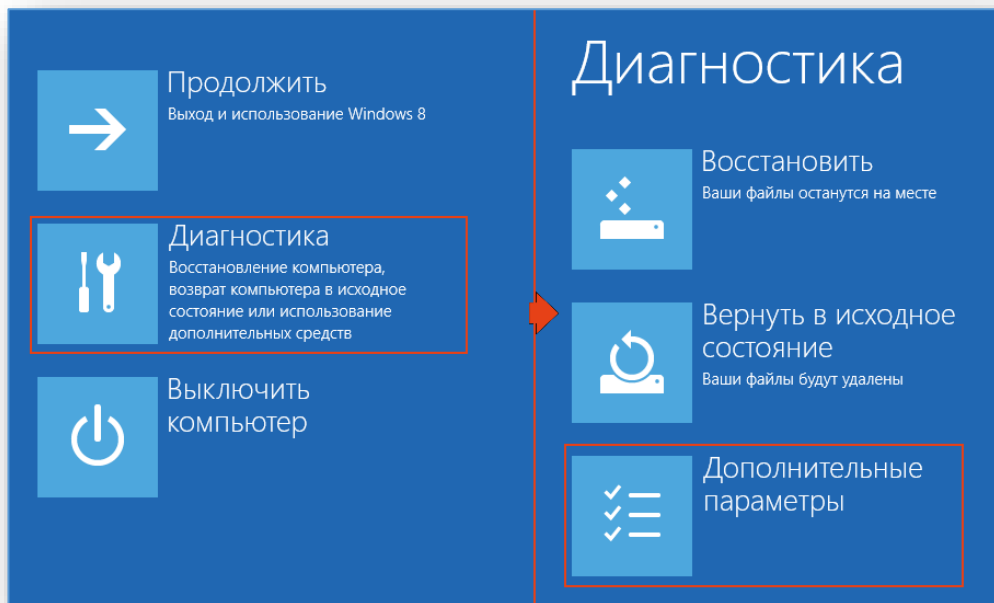 Продолжить
Выход и использование Windows 8
Диагностика
Восстановление компьютера,
возврат компьютера в исходное
состояние или использование
дополнительных средств
Выключить
компьютер
Диагностика
Восстановить
Ваши файлы останутся на месте
Вернуть в исходное
состояние
Ваши файлы будут удалены
Дополнительные
параметры